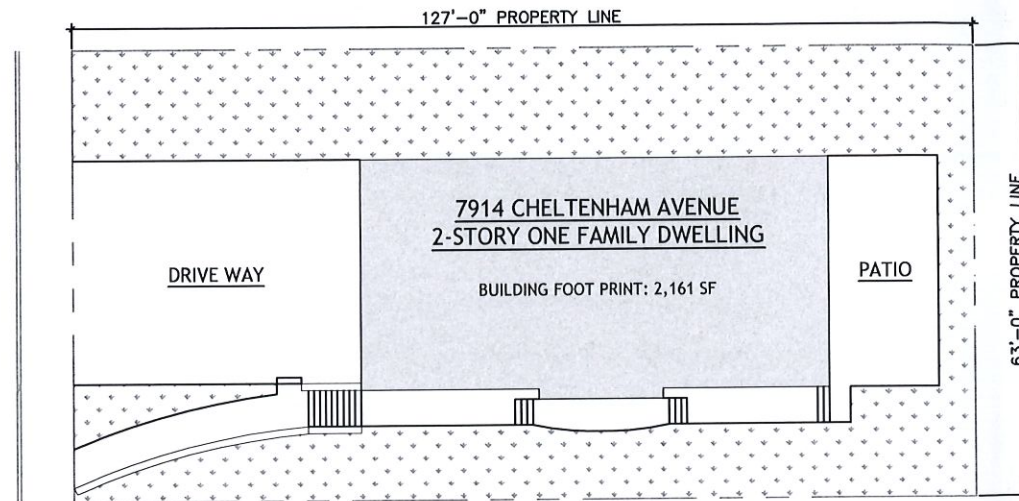 127'-0" PROPERTY LINE
7914 CHELTENHAM AVENUE
2-STORY ONE FAMILY DWELLING
BUILDING FOOT PRINT: 2,161 SF
DRIVE WAY
PATIO
63'-0" PROPERTY LINE